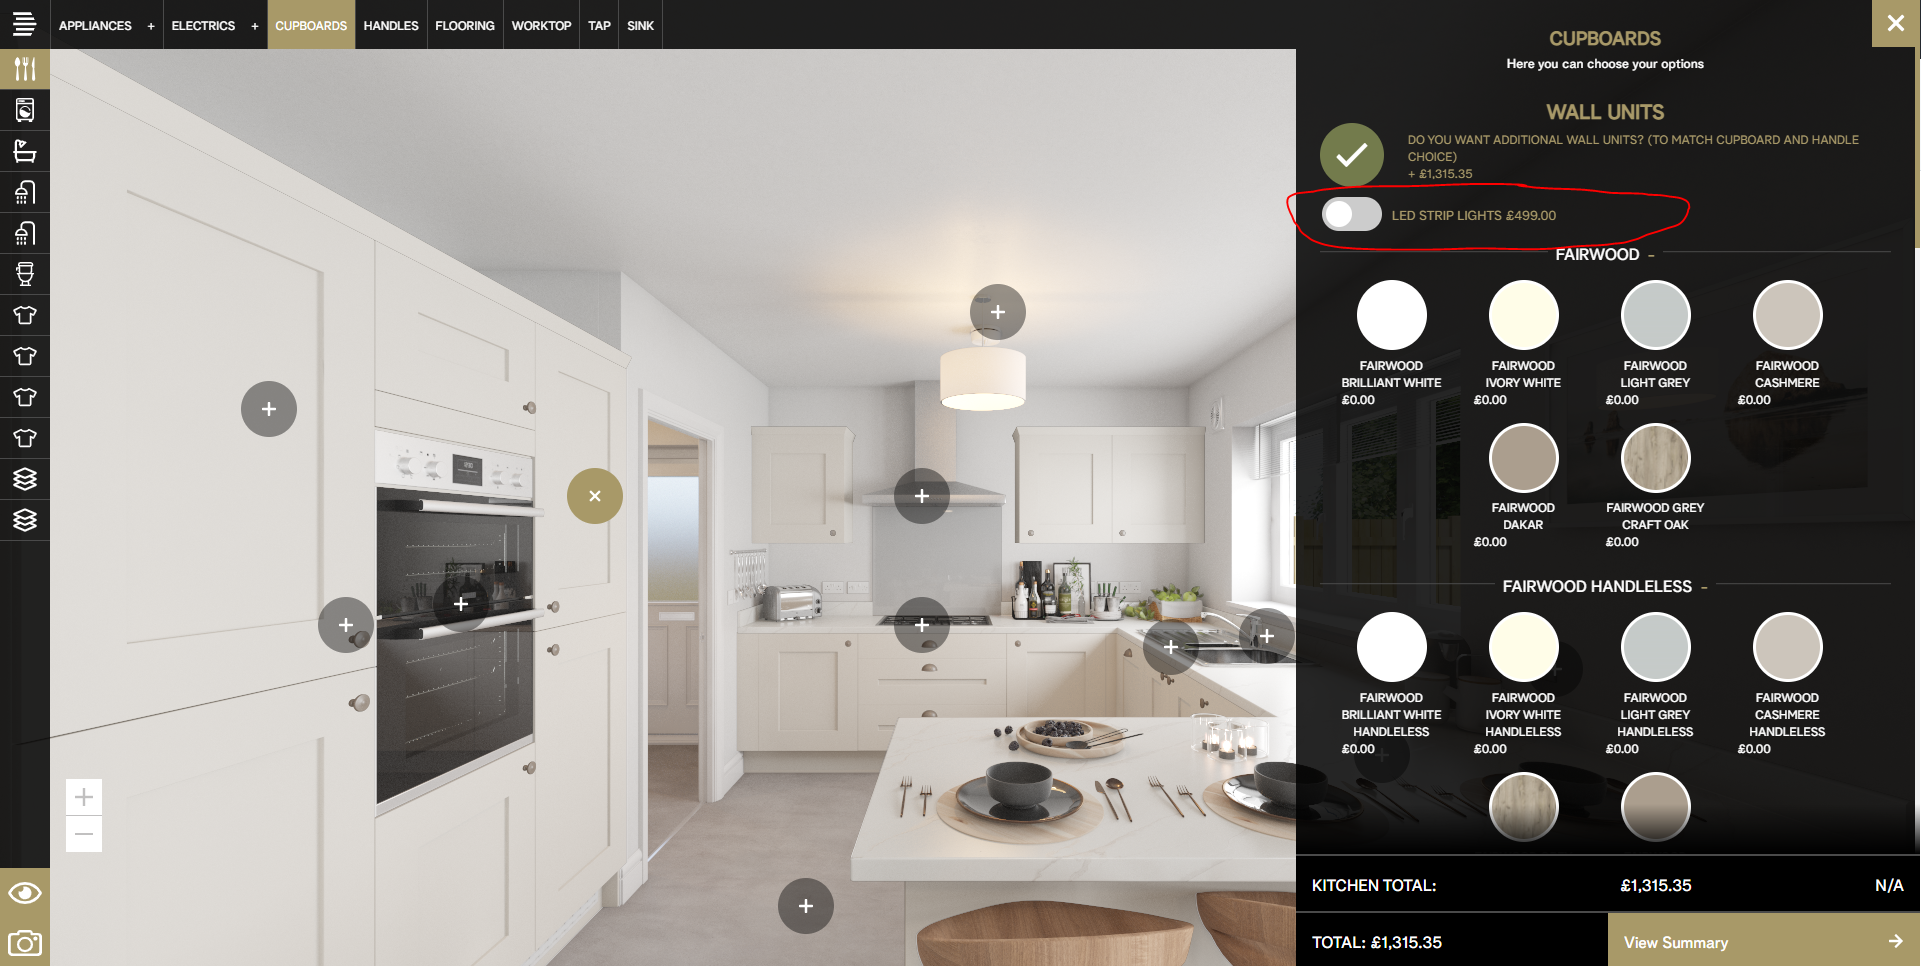 APPLIANCES + ELECTRICS + CUPBOARDS HANDLES FLOORING WORKTOP TAP SINK
CUPBOARDS
Here you can choose your options
WALL UNITS
DO YOU WANT ADDITIONAL WALL UNITS? (TO MATCH CUPBOARD AND HANDLE
CHOICE)
+ £1,315.35
LED STRIP LIGHTS £499.00
FAIRWOOD -
FAIRWOOD
BRILLIANT WHITE
£0.00
FAIRWOOD
IVORY WHITE
£0.00
FAIRWOOD
LIGHT GREY
£0.00
FAIRWOOD
CASHMERE
£0.00
FAIRWOOD
DAKAR
£0.00
FAIRWOOD GREY
CRAFT OAK
£0.00
FAIRWOOD HANDLELESS -
FAIRWOOD
BRILLIANT WHITE
HANDLELESS
£0.00
FAIRWOOD
IVORY WHITE
HANDLELESS
£0.00
FAIRWOOD
LIGHT GREY
HANDLELESS
£0.00
FAIRWOOD
CASHMERE
HANDLELESS
£0.00
KITCHEN TOTAL: £1,315.35 N/A
TOTAL: £1,315.35
View Summary